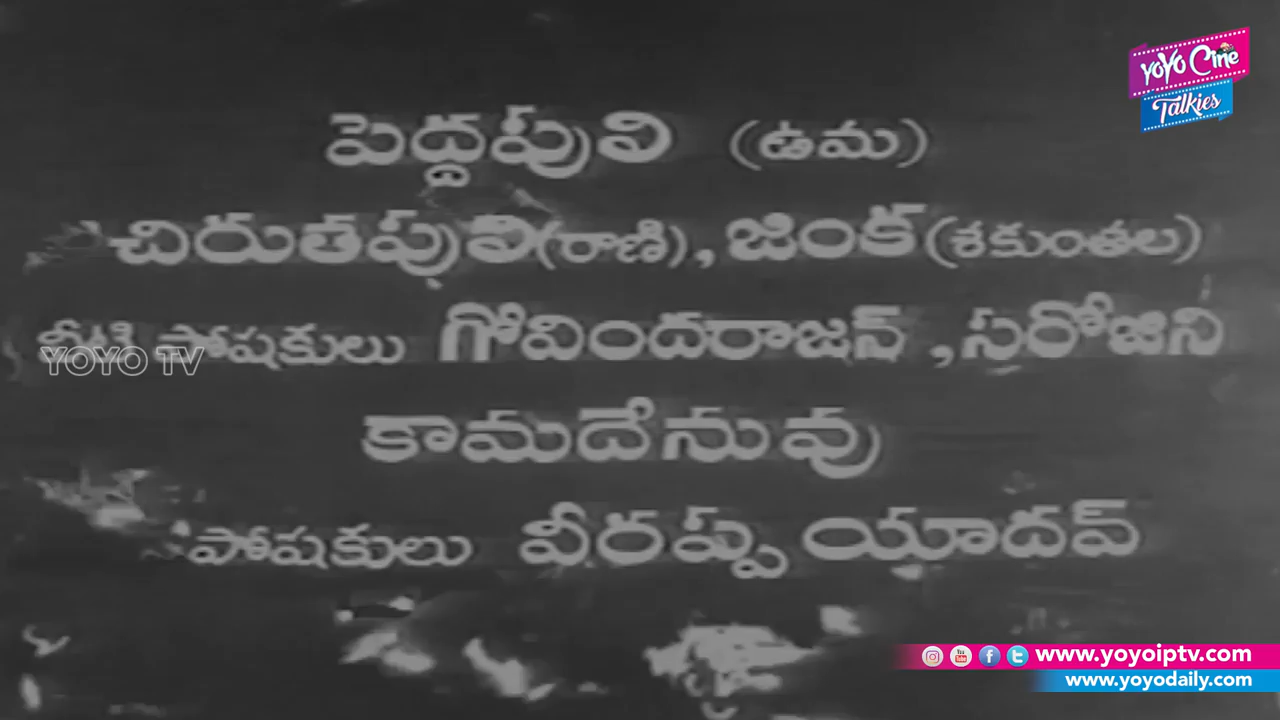 YOYO Cine
Talkies
పెద్దపులి (ఉమ)
చిరుతపులి(రాణి), జింక(శకుంతల)
వీటి పోషకులు గోవిందరాజన్, సరోజిని
YOYO TV
కామదేనువు
పోషకులు వీరప్ప యాదవ్
www.yoyoiptv.com
www.yoyodaily.com